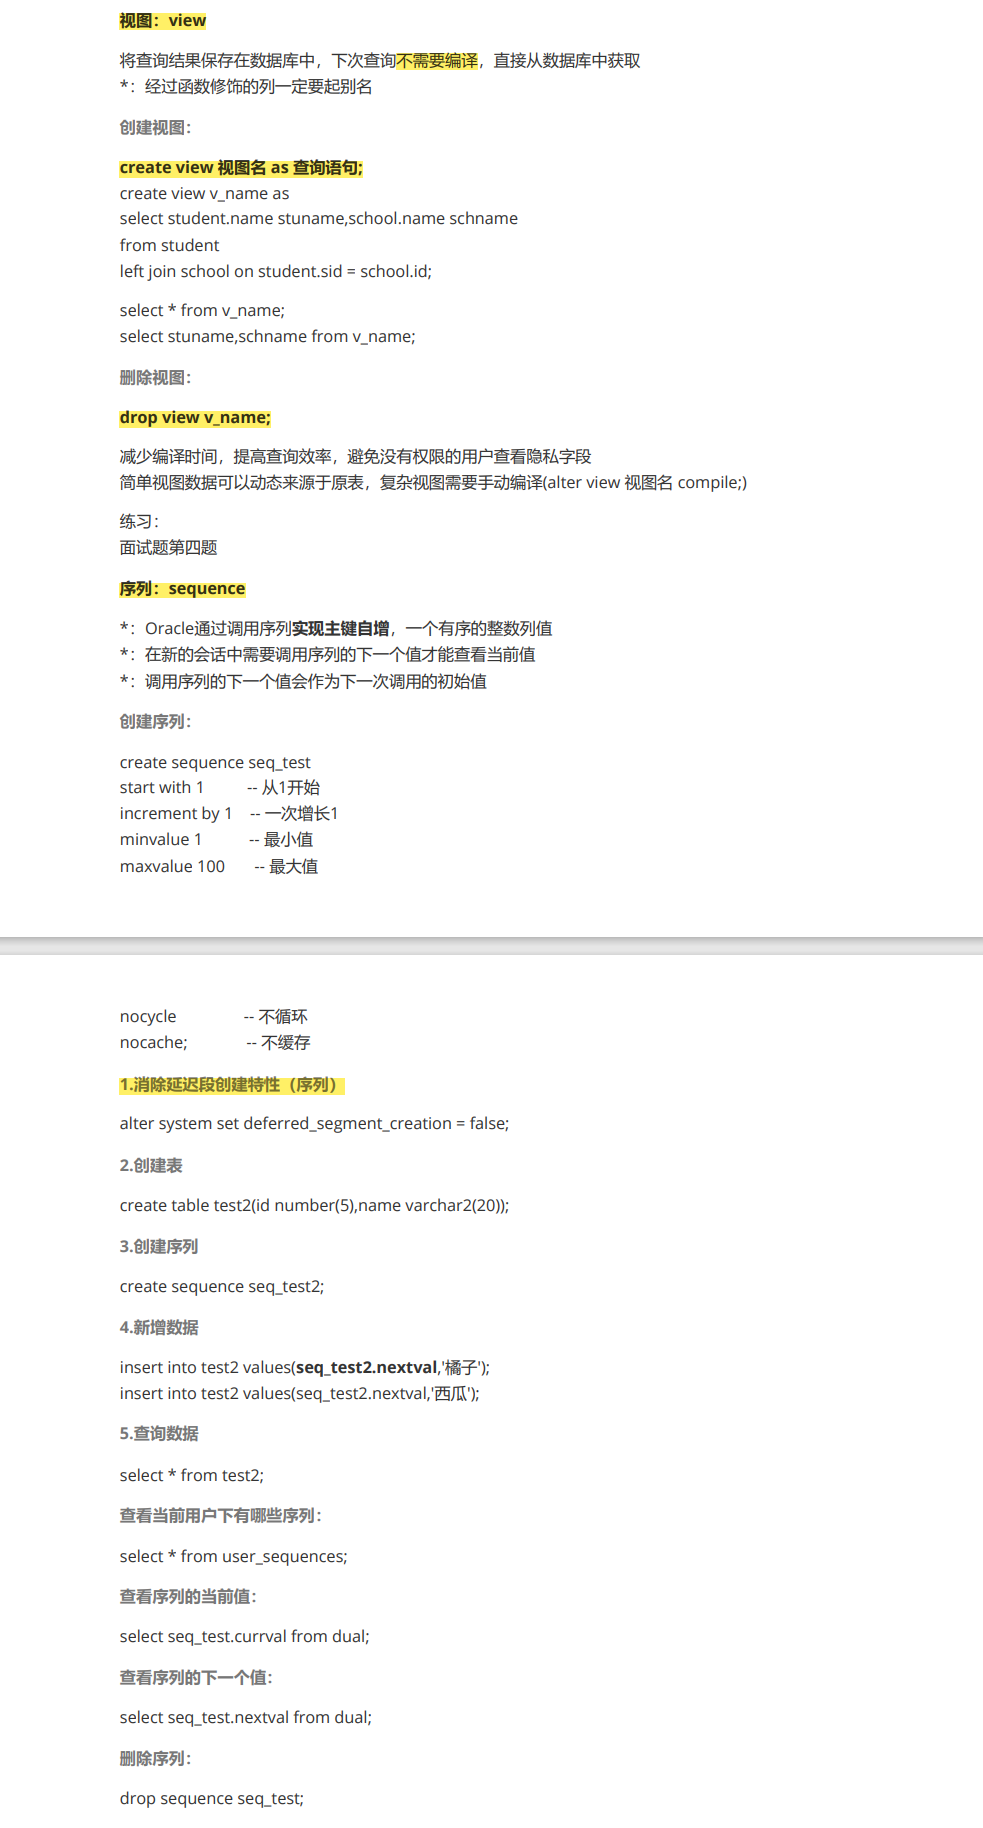 视图：view
将查询结果保存在数据库中，下次查询不需要编译，直接从数据库中获取
*：经过函数修饰的列一定要起别名
创建视图：
create view 视图名 as 查询语句;
create view v_name as
select student.name stuname,school.name schname
from student
left join school on student.sid = school.id;
select * from v_name;
select stuname,schname from v_name;
删除视图：
drop view v_name;
减少编译时间，提高查询效率，避免没有权限的用户查看隐私字段
简单视图数据可以动态来源于原表，复杂视图需要手动编译(alter view 视图名 compile;)
练习：
面试题第四题
序列：sequence
*：Oracle通过调用序列实现主键自增，一个有序的整数列值
*：在新的会话中需要调用序列的下一个值才能查看当前值
*：调用序列的下一个值会作为下一次调用的初始值
创建序列：
create sequence seq_test
start with 1 -- 从1开始
increment by 1 -- 一次增长1
minvalue 1 -- 最小值
maxvalue 100 -- 最大值
nocycle -- 不循环
nocache; -- 不缓存
1.消除延迟段创建特性（序列）
alter system set deferred_segment_creation = false;
2.创建表
create table test2(id number(5),name varchar2(20));
3.创建序列
create sequence seq_test2;
4.新增数据
insert into test2 values(seq_test2.nextval,'橘子');
insert into test2 values(seq_test2.nextval,'西瓜');
5.查询数据
select * from test2;
查看当前用户下有哪些序列：
select * from user_sequences;
查看序列的当前值：
select seq_test.currval from dual;
查看序列的下一个值：
select seq_test.nextval from dual;
删除序列：
drop sequence seq_test;